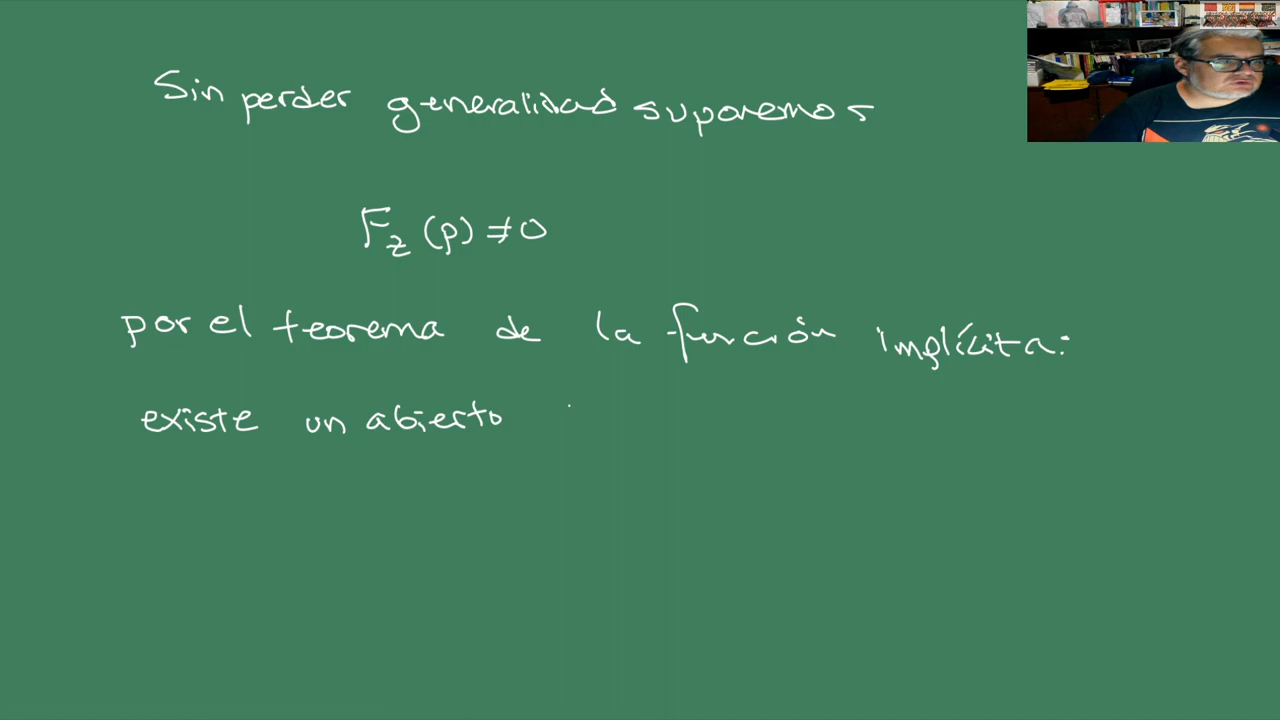 Sin perder generalidad suponemos
F_z (p) ≠ 0
por el teorema de la función implícita:
existe un abierto